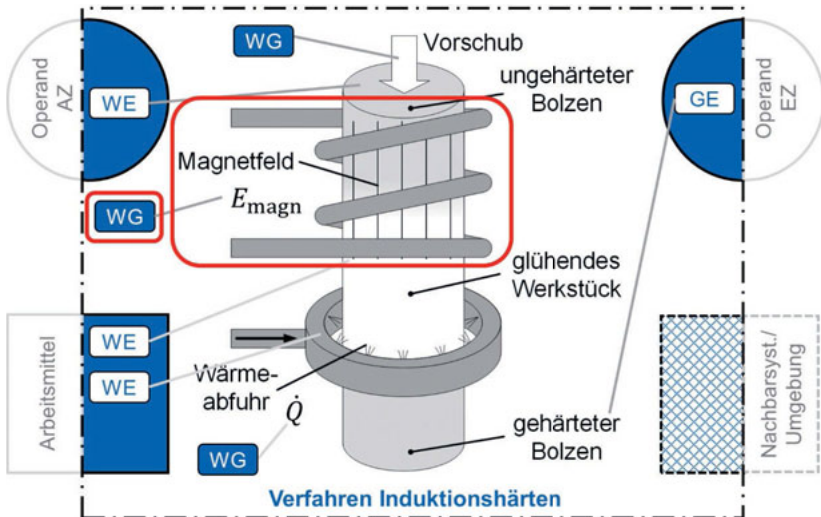 WG
Vorschub
Operand
AZ
WE
ungehärteter
Bolzen
GE
Operand
EZ
Magnetfeld
WG
E_magn
glühendes
Werkstück
Arbeitsmittel
WE
WE
Wärme-
abfuhr
Q̇
WG
gehärteter
Bolzen
Nachbarsyst./
Umgebung
Verfahren Induktionshärten